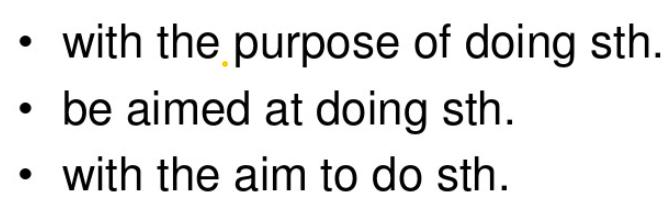 • with the purpose of doing sth.
• be aimed at doing sth.
• with the aim to do sth.